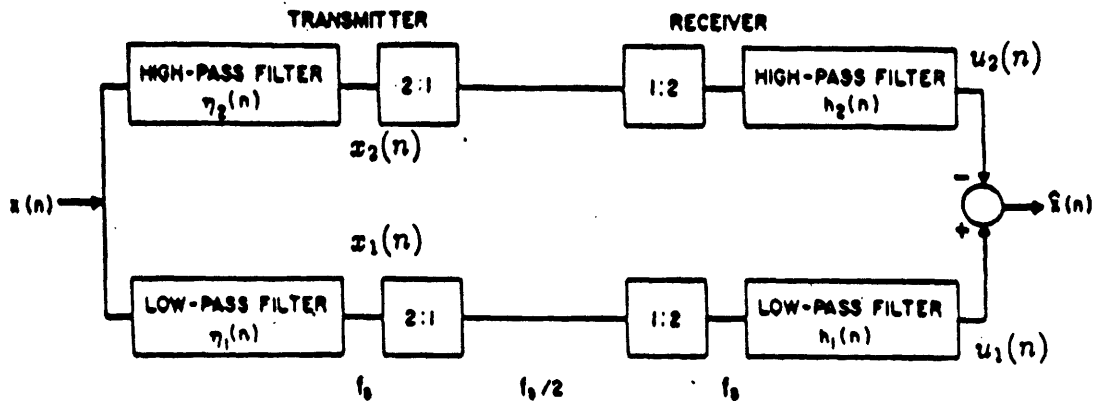 TRANSMITTER
RECEIVER
HIGH-PASS FILTER
η₂(n)
2:1
1:2
HIGH-PASS FILTER
h₂(n)
u₂(n)
x₂(n)
x(n)
−
+
x̂(n)
x₁(n)
LOW-PASS FILTER
η₁(n)
2:1
1:2
LOW-PASS FILTER
h₁(n)
u₁(n)
fₛ
fₛ/2
fₛ